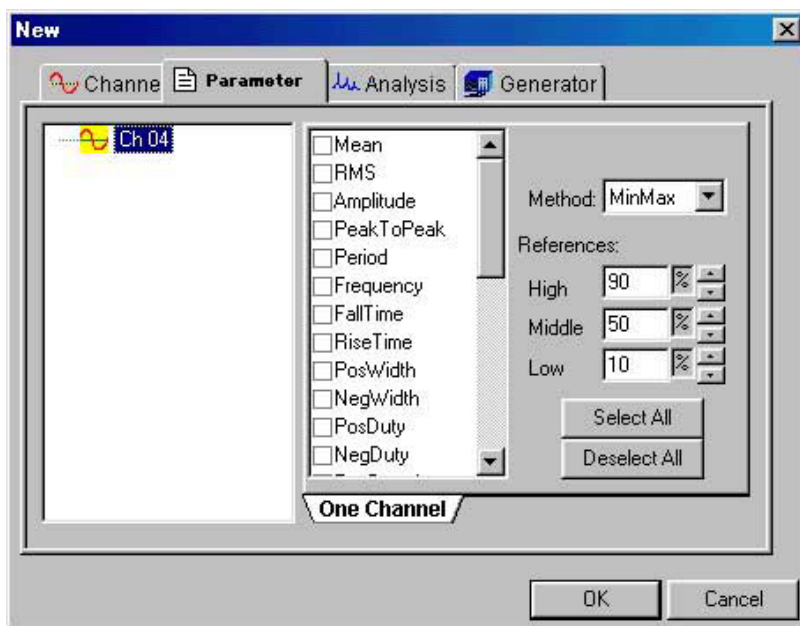 New
Channe
Parameter
Analysis
Generator
Ch 04
Mean
RMS
Amplitude
PeakToPeak
Period
Frequency
FallTime
RiseTime
PosWidth
NegWidth
PosDuty
NegDuty
Method: MinMax
References:
High 90 %
Middle 50 %
Low 10 %
Select All
Deselect All
One Channel
OK
Cancel